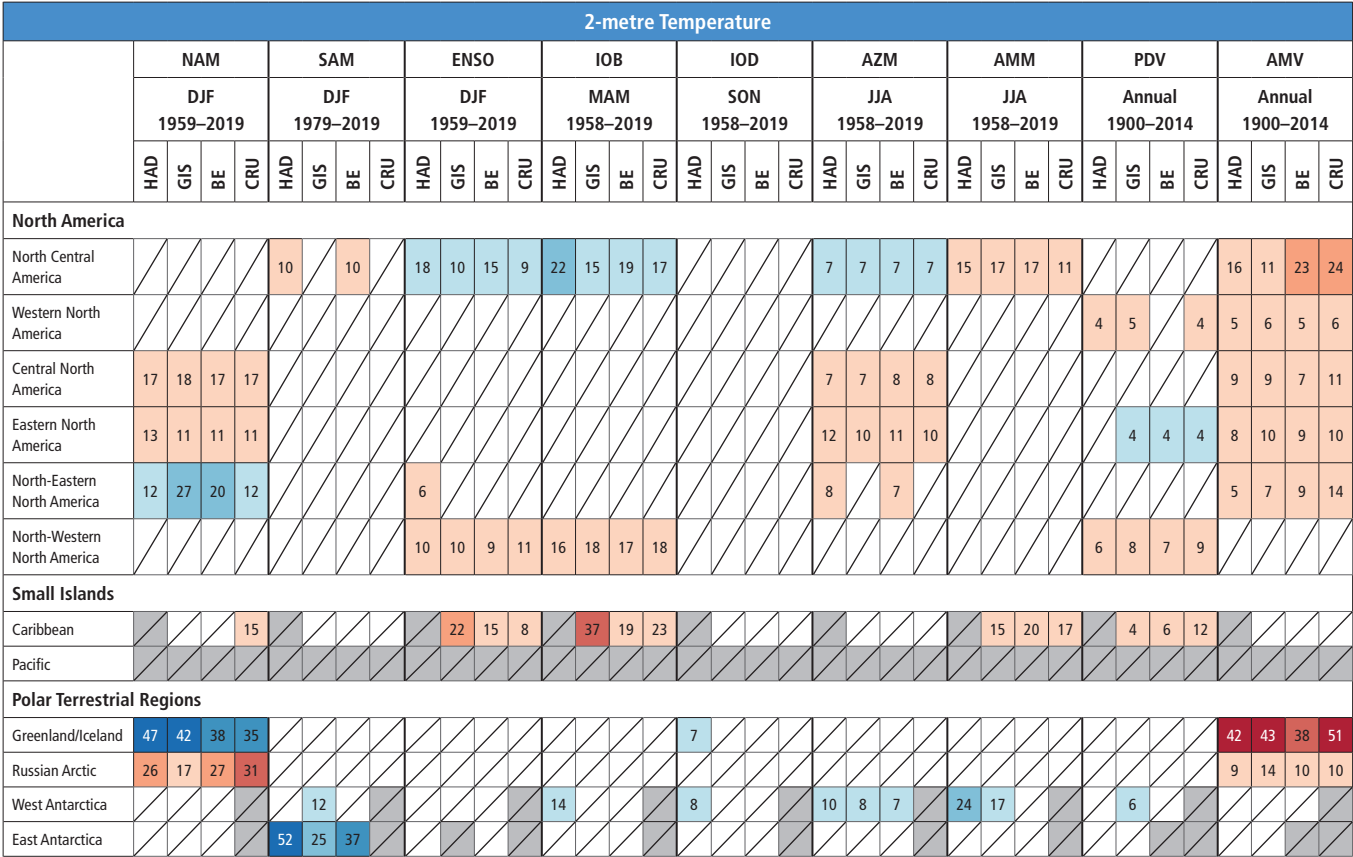 2-metre Temperature
NAM SAM ENSO IOB IOD AZM AMM PDV AMV
DJF DJF DJF MAM SON JJA JJA Annual Annual
1959–2019 1979–2019 1959–2019 1958–2019 1958–2019 1958–2019 1958–2019 1900–2014 1900–2014
HAD GIS BE CRU HAD GIS BE CRU HAD GIS BE CRU HAD GIS BE CRU HAD GIS BE CRU HAD GIS BE CRU HAD GIS BE CRU HAD GIS BE CRU HAD GIS BE CRU
North America
North Central
America
10 10 18 10 15 9 22 15 19 17 7 7 7 7 15 17 17 11 16 11 23 24
Western North
America
4 5 4 5 6 5 6
Central North
America
17 18 17 17 7 7 8 8 9 9 7 11
Eastern North
America
13 11 11 11 12 10 11 10 4 4 4 8 10 9 10
North-Eastern
North America
12 27 20 12 6 8 7 5 7 9 14
North-Western
North America
10 10 9 11 16 18 17 18 6 8 7 9
Small Islands
Caribbean 15 22 15 8 37 19 23 15 20 17 4 6 12
Pacific
Polar Terrestrial Regions
Greenland/Iceland 47 42 38 35 7 42 43 38 51
Russian Arctic 26 17 27 31 9 14 10 10
West Antarctica 12 14 8 10 8 7 24 17 6
East Antarctica 52 25 37